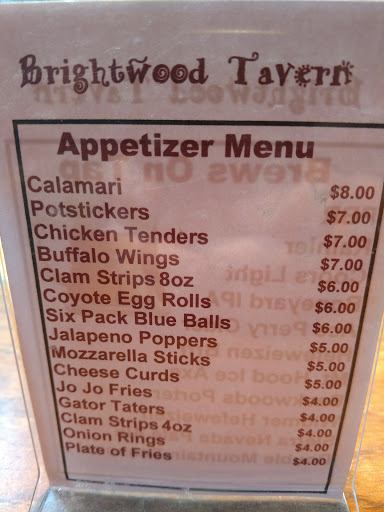 Brightwood Tavern
Appetizer Menu
Calamari $8.00
Potstickers $7.00
Chicken Tenders $7.00
Buffalo Wings $7.00
Clam Strips 8oz $6.00
Coyote Egg Rolls $6.00
Six Pack Blue Balls $6.00
Jalapeno Poppers $5.00
Mozzarella Sticks $5.00
Cheese Curds $5.00
Jo Jo Fries $4.00
Gator Taters $4.00
Clam Strips 4oz $4.00
Onion Rings $4.00
Plate of Fries $4.00